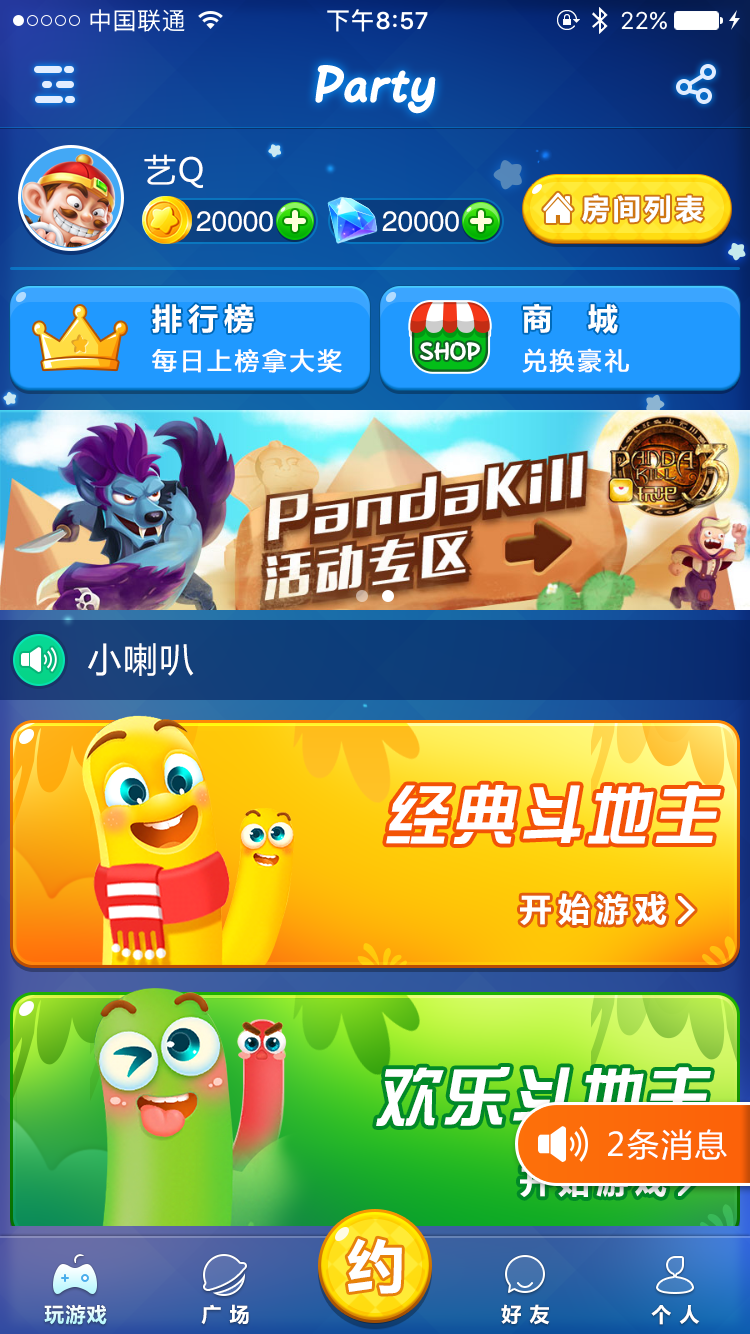 中国联通
下午8:57
22%
Party
艺Q
20000
20000
房间列表
排行榜
每日上榜拿大奖
SHOP
商 城
兑换豪礼
PandaKill
活动专区
PANDA
KILL
3
玩吧
小喇叭
经典斗地主
开始游戏
欢乐斗地主
2条消息
开始游戏
玩游戏
广 场
约
好 友
个 人